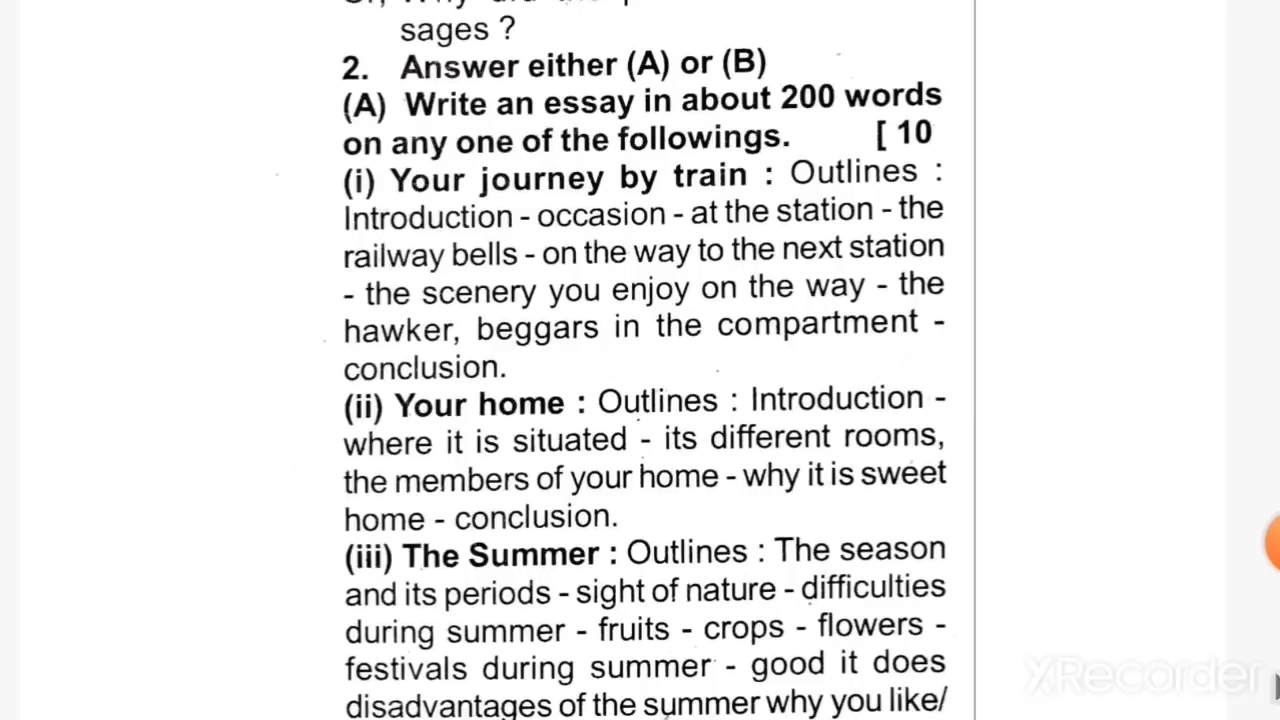 sages ?
2. Answer either (A) or (B)
(A) Write an essay in about 200 words
on any one of the followings. [ 10
(i) Your journey by train : Outlines :
Introduction - occasion - at the station - the
railway bells - on the way to the next station
- the scenery you enjoy on the way - the
hawker, beggars in the compartment -
conclusion.
(ii) Your home : Outlines : Introduction -
where it is situated - its different rooms,
the members of your home - why it is sweet
home - conclusion.
(iii) The Summer : Outlines : The season
and its periods - sight of nature - difficulties
during summer - fruits - crops - flowers -
festivals during summer - good it does
disadvantages of the summer why you like/
XRecorder